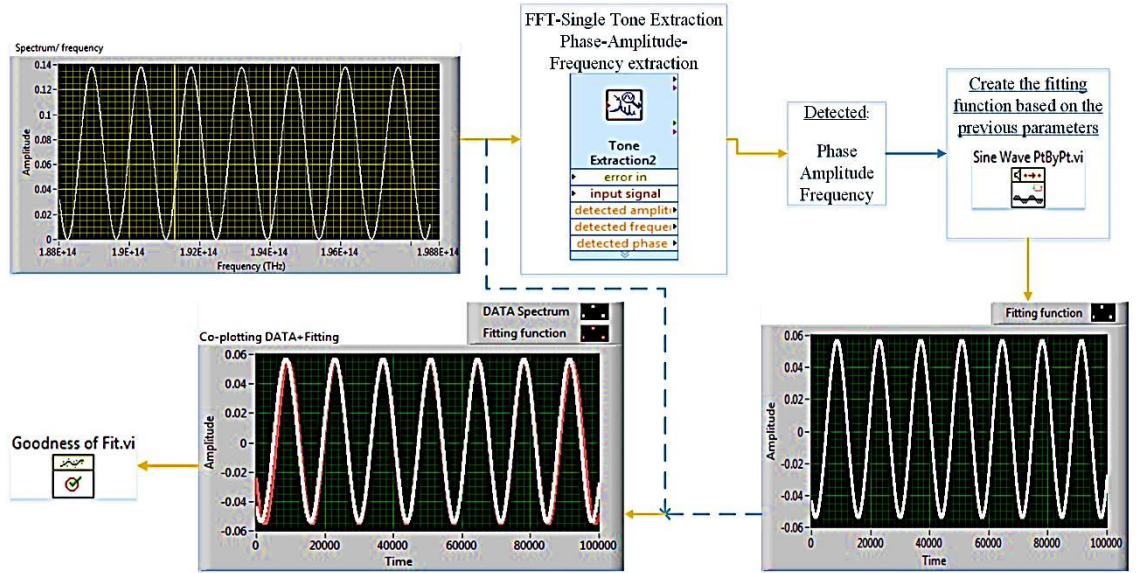 Spectrum/ frequency
Amplitude
0.14
0.12
0.1
0.08
0.06
0.04
0.02
0
1.88E+14
1.9E+14
1.92E+14
1.94E+14
1.96E+14
1.988E+14
Frequency (THz)
FFT-Single Tone Extraction
Phase-Amplitude-
Frequency extraction
Tone
Extraction2
error in
input signal
detected amplitu
detected frequen
detected phase
Detected:
Phase
Amplitude
Frequency
Create the fitting
function based on the
previous parameters
Sine Wave PtByPt.vi
Fitting function
Amplitude
0.06
0.04
0.02
0
-0.02
-0.04
-0.06
0
20000
40000
60000
80000
100000
Time
DATA Spectrum
Fitting function
Co-plotting DATA+Fitting
Amplitude
0.06
0.04
0.02
0
-0.02
-0.04
-0.06
0
20000
40000
60000
80000
100000
Time
Goodness of Fit.vi